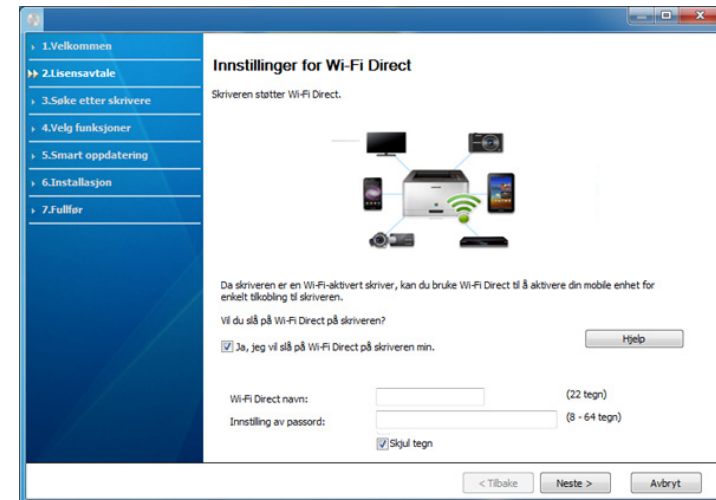 1.Velkommen
2.Lisensavtale
3.Søke etter skrivere
4.Velg funksjoner
5.Smart oppdatering
6.Installasjon
7.Fullfør
Innstillinger for Wi-Fi Direct
Skriveren støtter Wi-Fi Direct.
Da skriveren er en Wi-Fi-aktivert skriver, kan du bruke Wi-Fi Direct til å aktivere din mobile enhet for
enkelt tilkobling til skriveren.
Vil du slå på Wi-Fi Direct på skriveren?
Ja, jeg vil slå på Wi-Fi Direct på skriveren min.
Hjelp
Wi-Fi Direct navn: (22 tegn)
Innstilling av passord: (8 - 64 tegn)
Skjul tegn
< Tilbake Neste > Avbryt